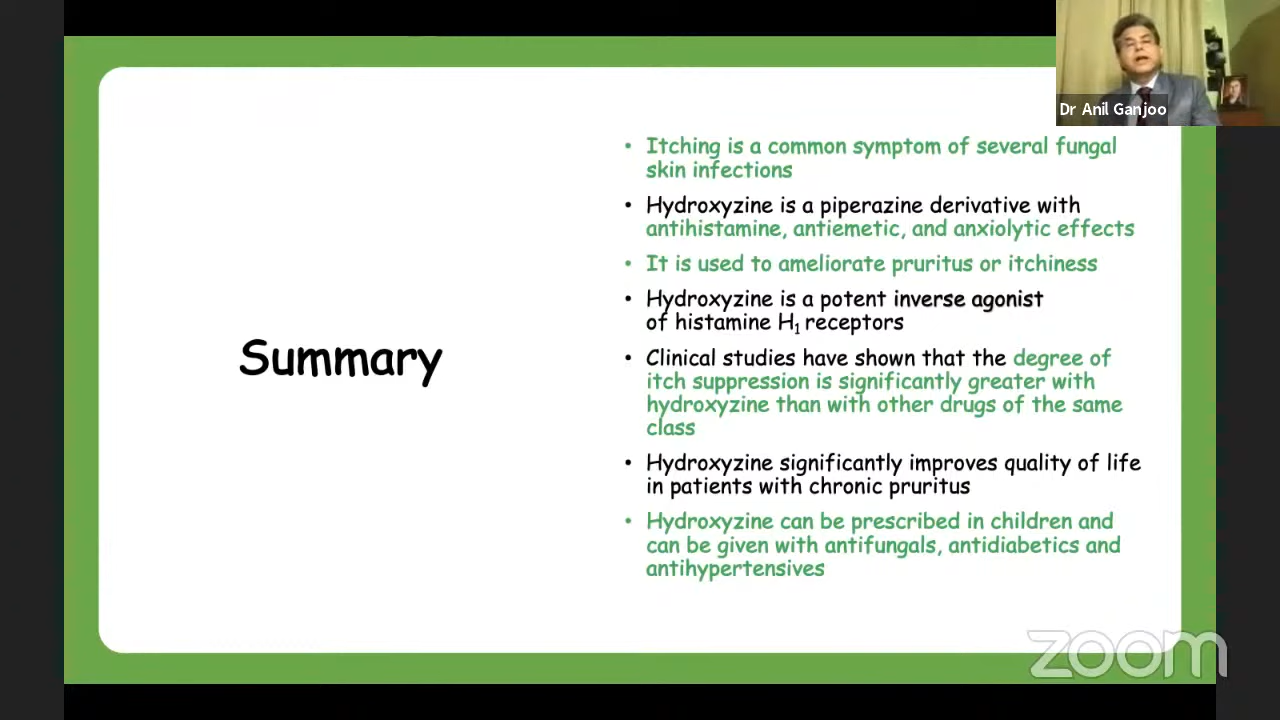 Dr Anil Ganjoo
• Itching is a common symptom of several fungal
skin infections
• Hydroxyzine is a piperazine derivative with
antihistamine, antiemetic, and anxiolytic effects
• It is used to ameliorate pruritus or itchiness
• Hydroxyzine is a potent inverse agonist
of histamine H₁ receptors
Summary
• Clinical studies have shown that the degree of
itch suppression is significantly greater with
hydroxyzine than with other drugs of the same
class
• Hydroxyzine significantly improves quality of life
in patients with chronic pruritus
• Hydroxyzine can be prescribed in children and
can be given with antifungals, antidiabetics and
antihypertensives
zoom